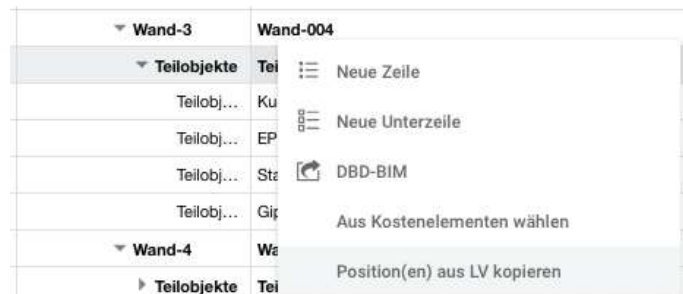 Wand-3 Wand-004
Teilobjekte Tei
Neue Zeile
Teilobj... Ku
Neue Unterzeile
Teilobj... EP
DBD-BIM
Teilobj... Sta
Teilobj... Gip
Aus Kostenelementen wählen
Wand-4 Wa
Position(en) aus LV kopieren
Teilobjekte Tei